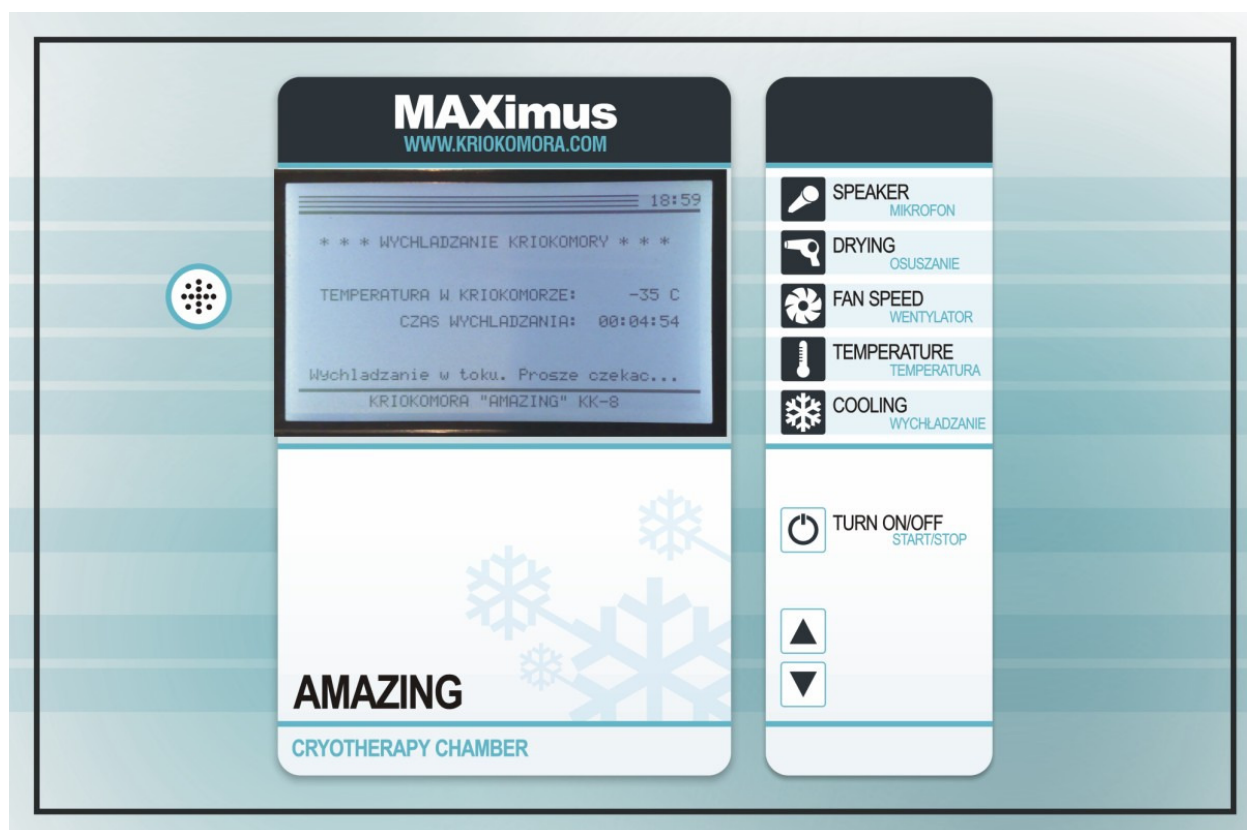 MAXimus
WWW.KRIOKOMORA.COM
18:59
* * * WYCHLADZANIE KRIOKOMORY * * *
TEMPERATURA W KRIOKOMORZE: -35 C
CZAS WYCHLADZANIA: 00:04:54
Wychladzanie w toku. Prosze czekac...
KRIOKOMORA "AMAZING" KK-8
AMAZING
CRYOTHERAPY CHAMBER
SPEAKER
MIKROFON
DRYING
OSUSZANIE
FAN SPEED
WENTYLATOR
TEMPERATURE
TEMPERATURA
COOLING
WYCHŁADZANIE
TURN ON/OFF
START/STOP